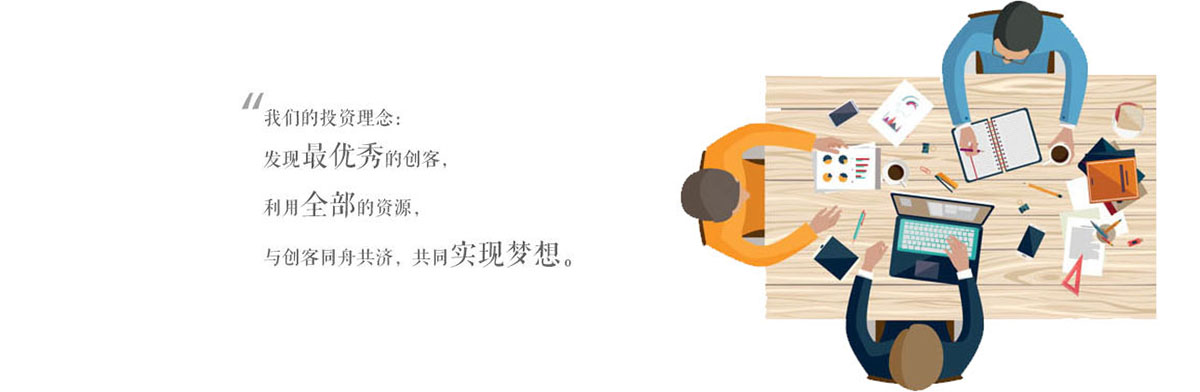 “
我们的投资理念：
发现最优秀的创客，
利用全部的资源，
与创客同舟共济，共同实现梦想。